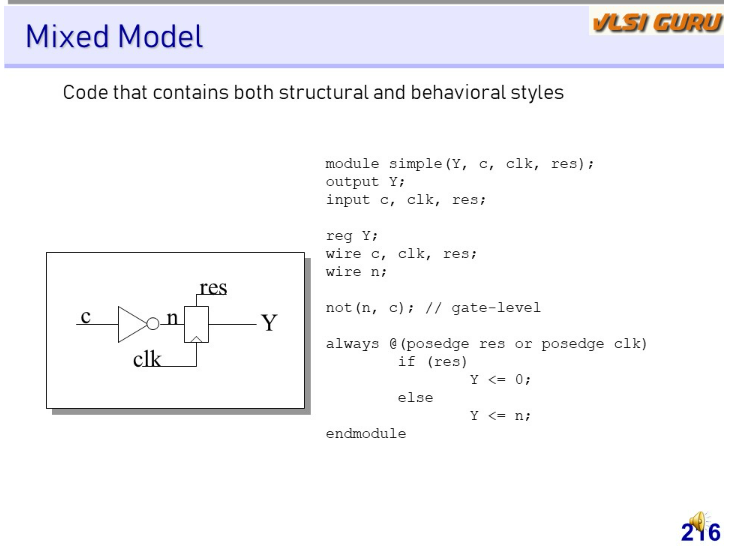 Mixed Model
VLSI GURU
Code that contains both structural and behavioral styles
module simple(Y, c, clk, res);
output Y;
input c, clk, res;
reg Y;
wire c, clk, res;
wire n;
not(n, c); // gate-level
always @(posedge res or posedge clk)
if (res)
Y <= 0;
else
Y <= n;
endmodule
res
c
n
Y
clk
216